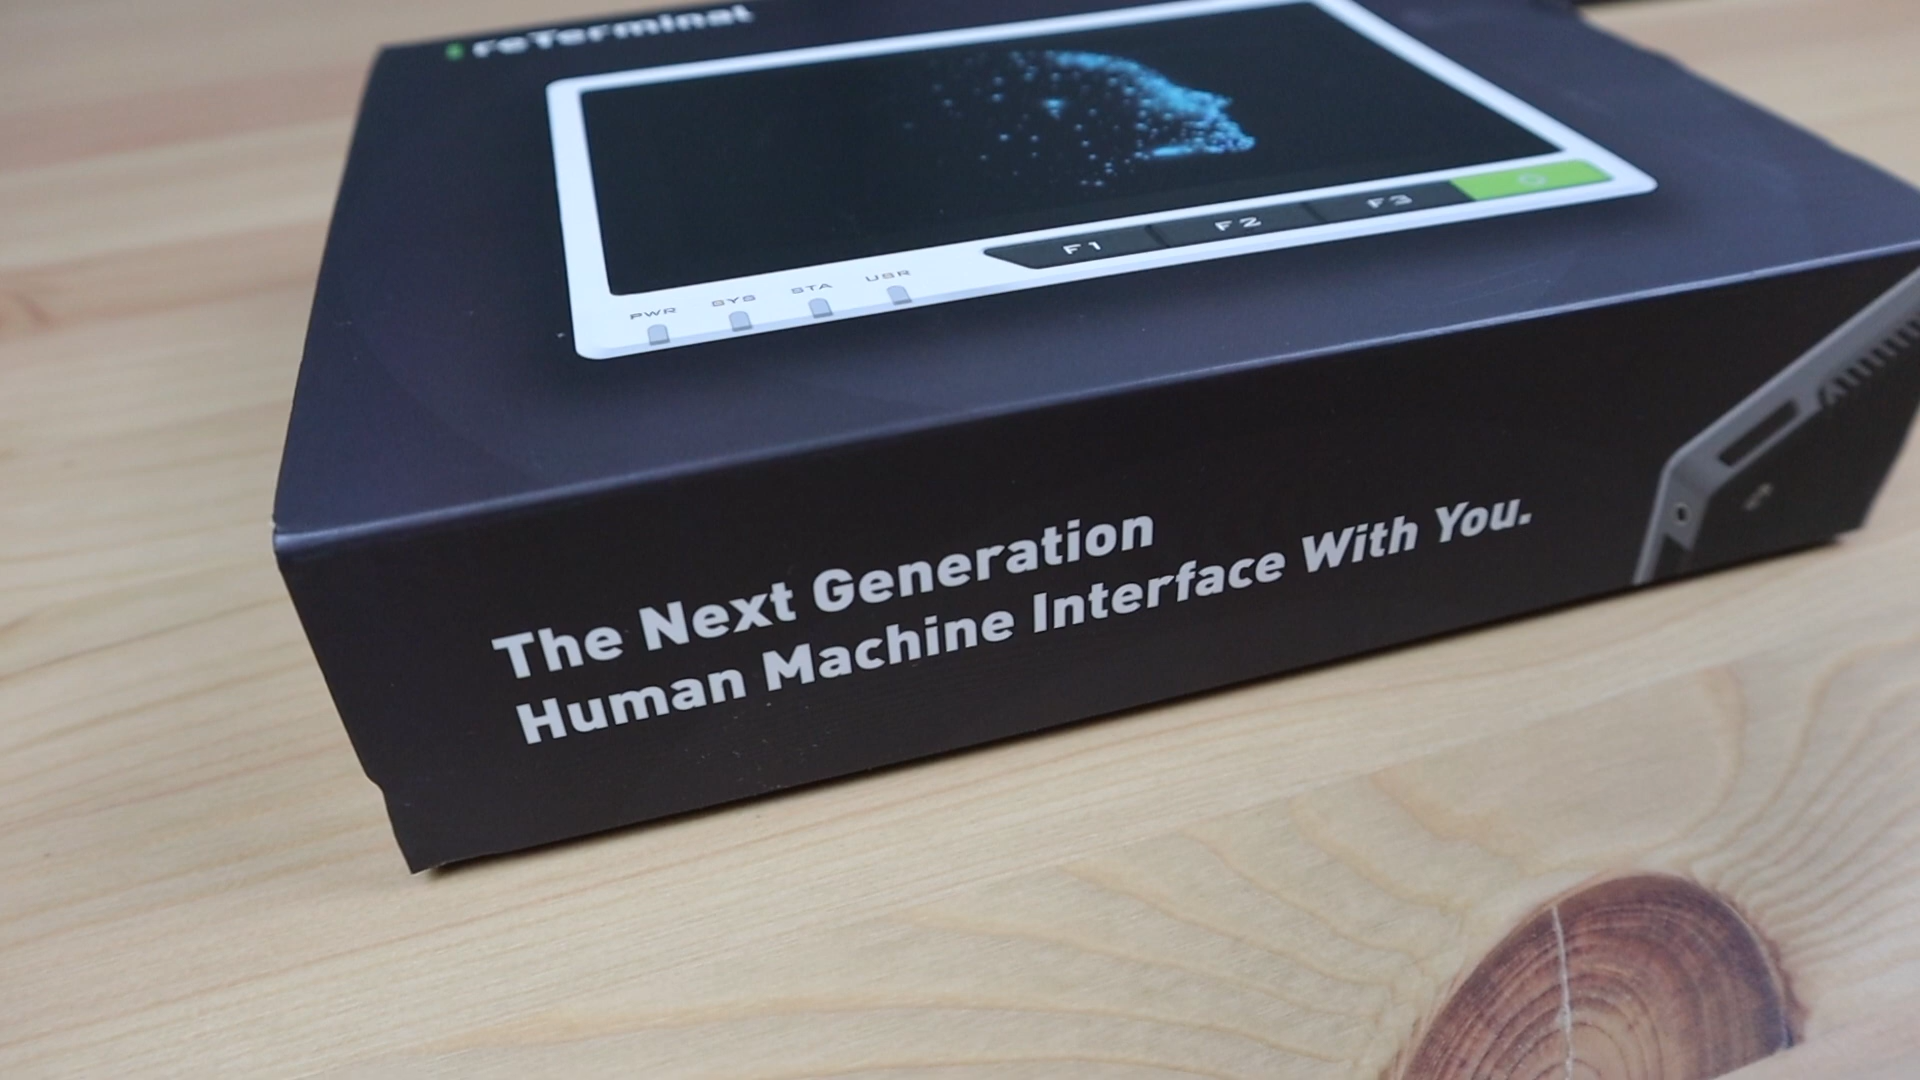 reTerminal
F1 F2 F3
PWR SYS STA USR
The Next Generation
Human Machine Interface With You.